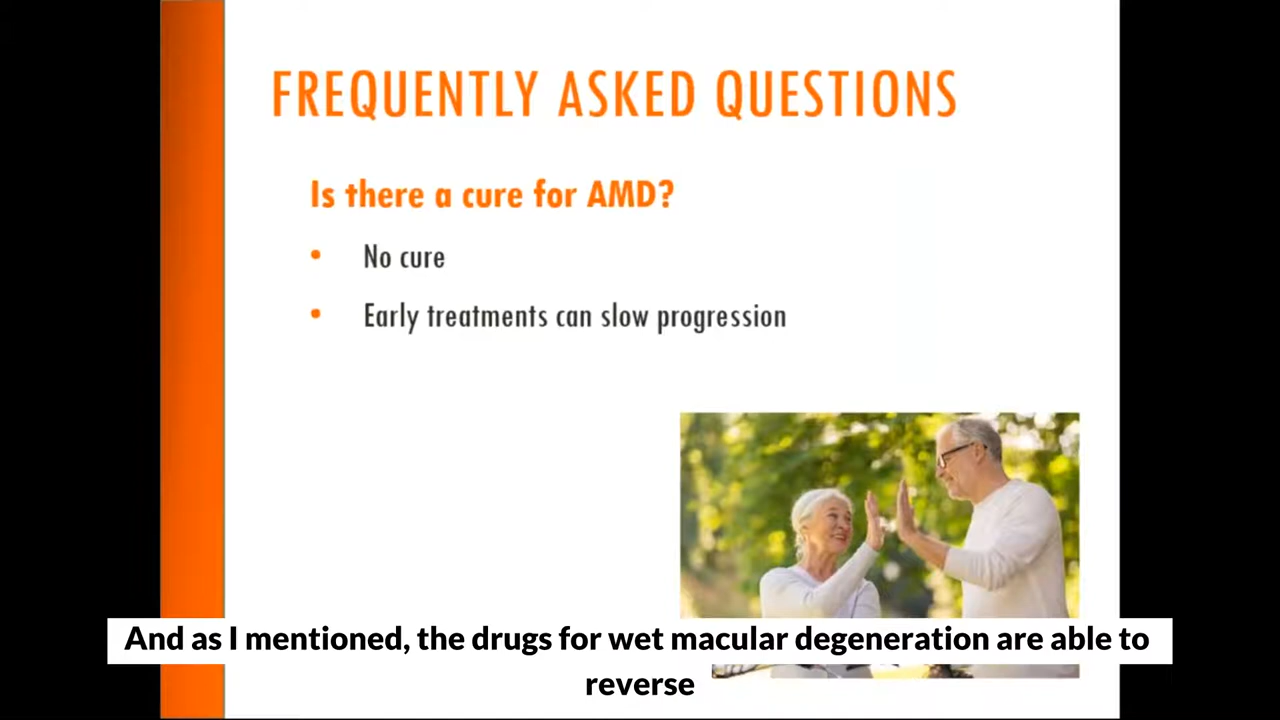 FREQUENTLY ASKED QUESTIONS
Is there a cure for AMD?
• No cure
• Early treatments can slow progression
And as I mentioned, the drugs for wet macular degeneration are able to
reverse